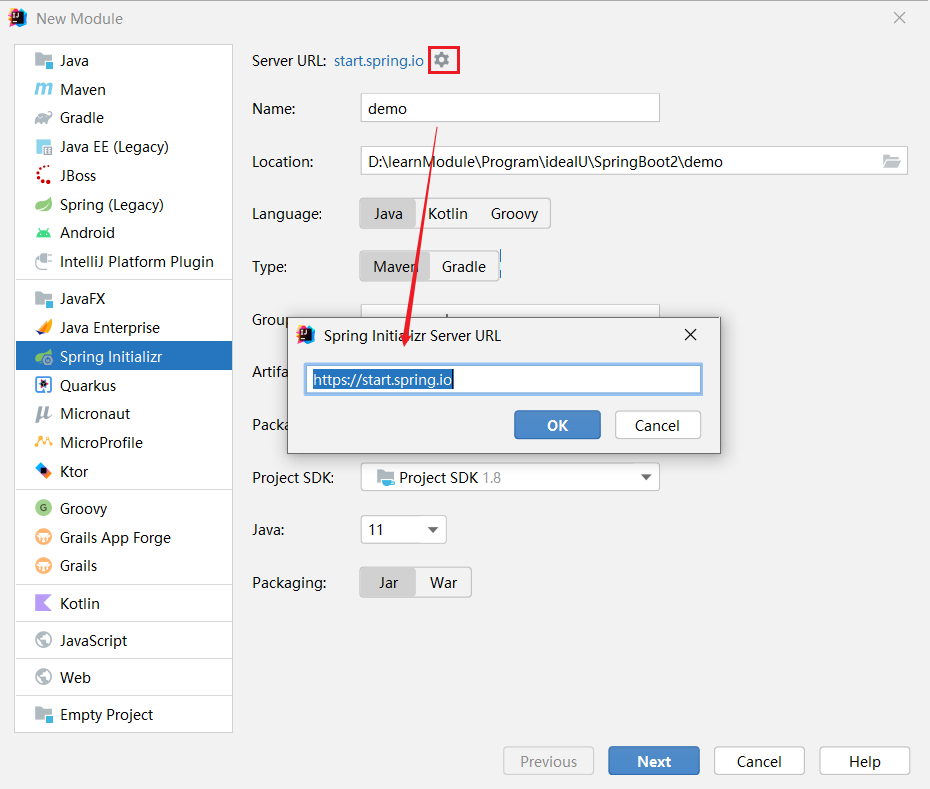 New Module
Java
Maven
Gradle
Java EE (Legacy)
JBoss
Spring (Legacy)
Android
IntelliJ Platform Plugin
JavaFX
Java Enterprise
Spring Initializr
Quarkus
Micronaut
MicroProfile
Ktor
Groovy
Grails App Forge
Grails
Kotlin
JavaScript
Web
Empty Project
Server URL: start.spring.io
Name: demo
Location: D:\learnModule\Program\ideaIU\SpringBoot2\demo
Language: Java Kotlin Groovy
Type: Maven Gradle
Group
Spring Initializr Server URL
Artifa
https://start.spring.io
Packa
OK Cancel
Project SDK: Project SDK 1.8
Java: 11
Packaging: Jar War
Previous Next Cancel Help